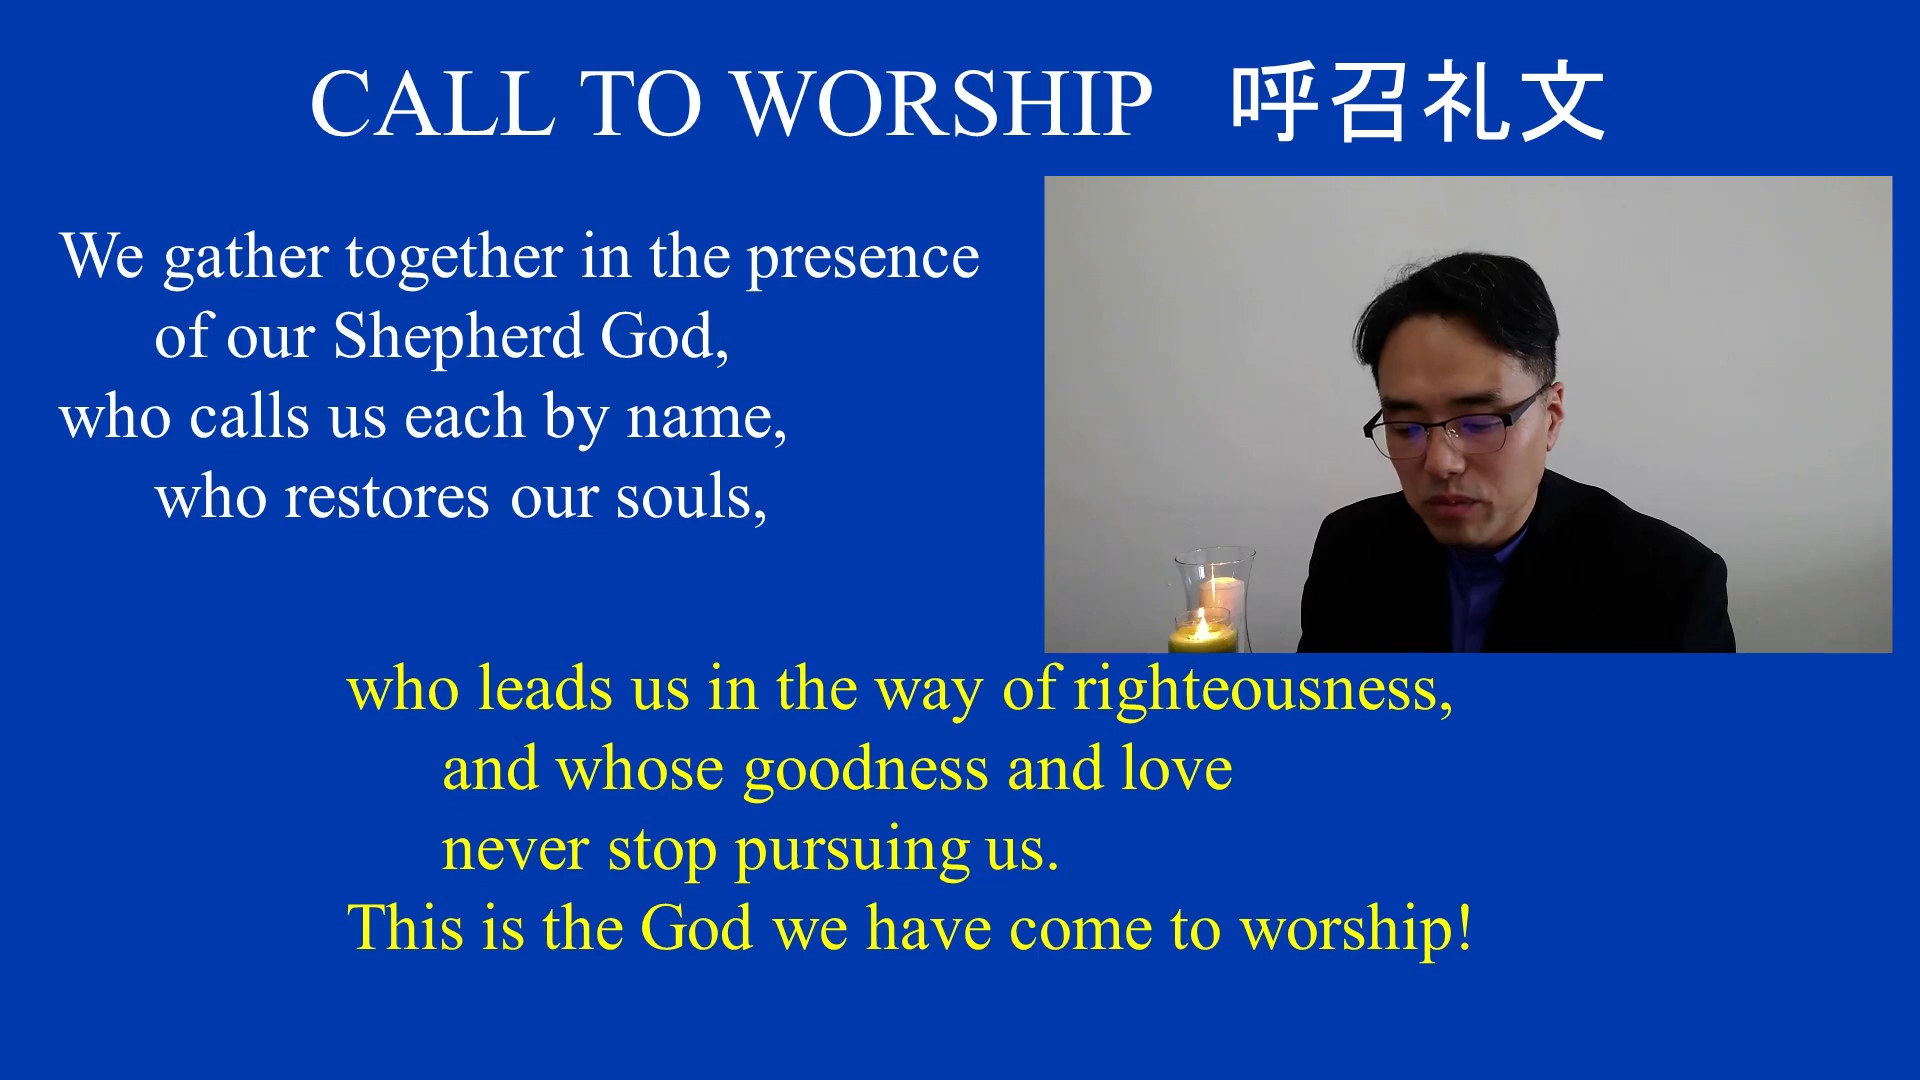 CALL TO WORSHIP 呼召礼文
We gather together in the presence
of our Shepherd God,
who calls us each by name,
who restores our souls,
who leads us in the way of righteousness,
and whose goodness and love
never stop pursuing us.
This is the God we have come to worship!